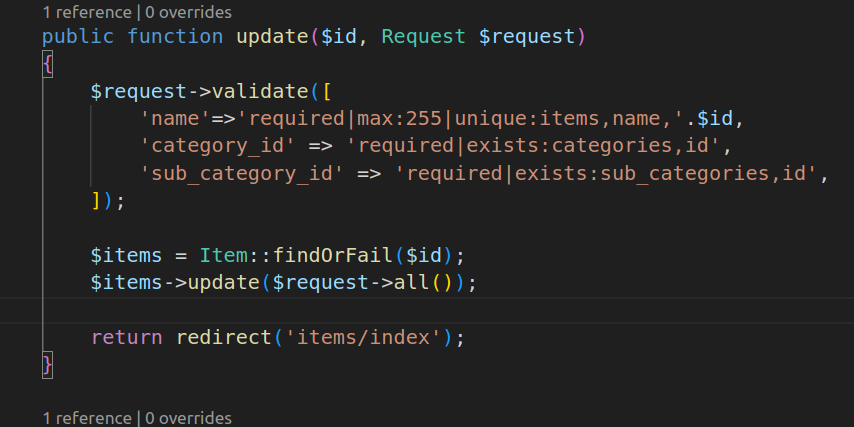 1 reference | 0 overrides
public function update($id, Request $request)
{
$request->validate([
'name'=>'required|max:255|unique:items,name,'.$id,
'category_id' => 'required|exists:categories,id',
'sub_category_id' => 'required|exists:sub_categories,id',
]);
$items = Item::findOrFail($id);
$items->update($request->all());
return redirect('items/index');
}
1 reference | 0 overrides